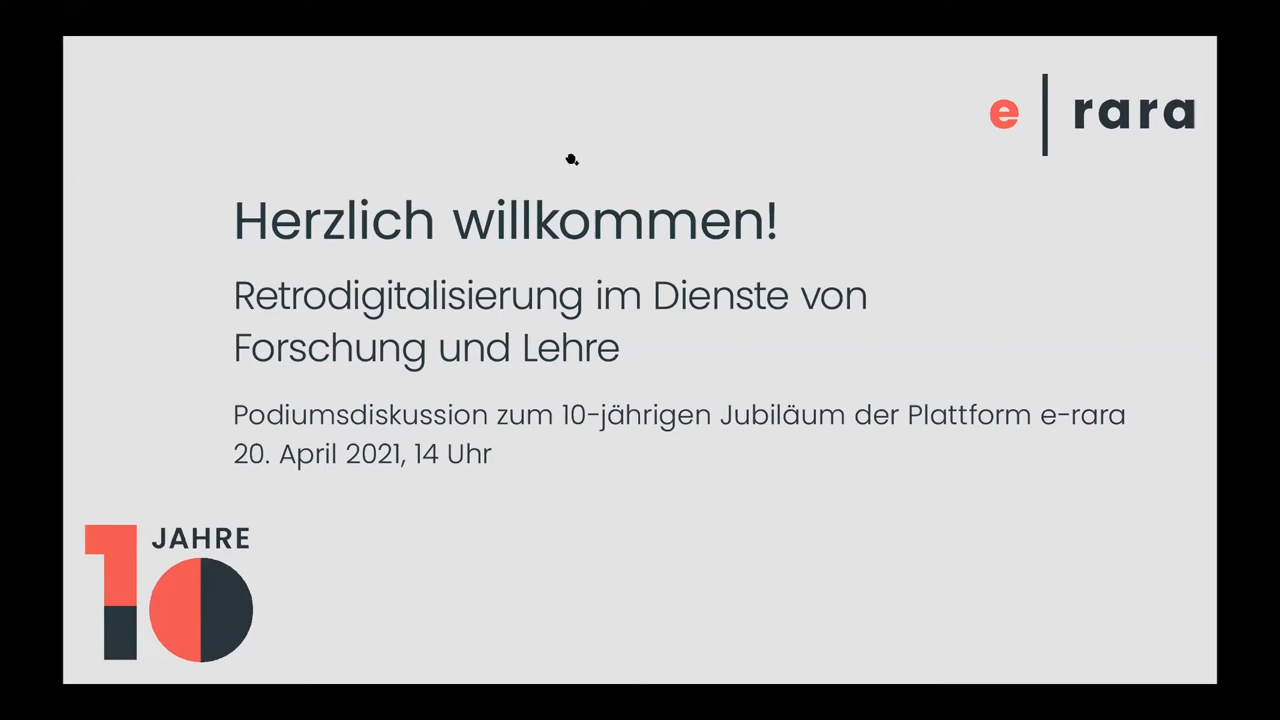 e | rara
Herzlich willkommen!
Retrodigitalisierung im Dienste von
Forschung und Lehre
Podiumsdiskussion zum 10-jährigen Jubiläum der Plattform e-rara
20. April 2021, 14 Uhr
JAHRE
10